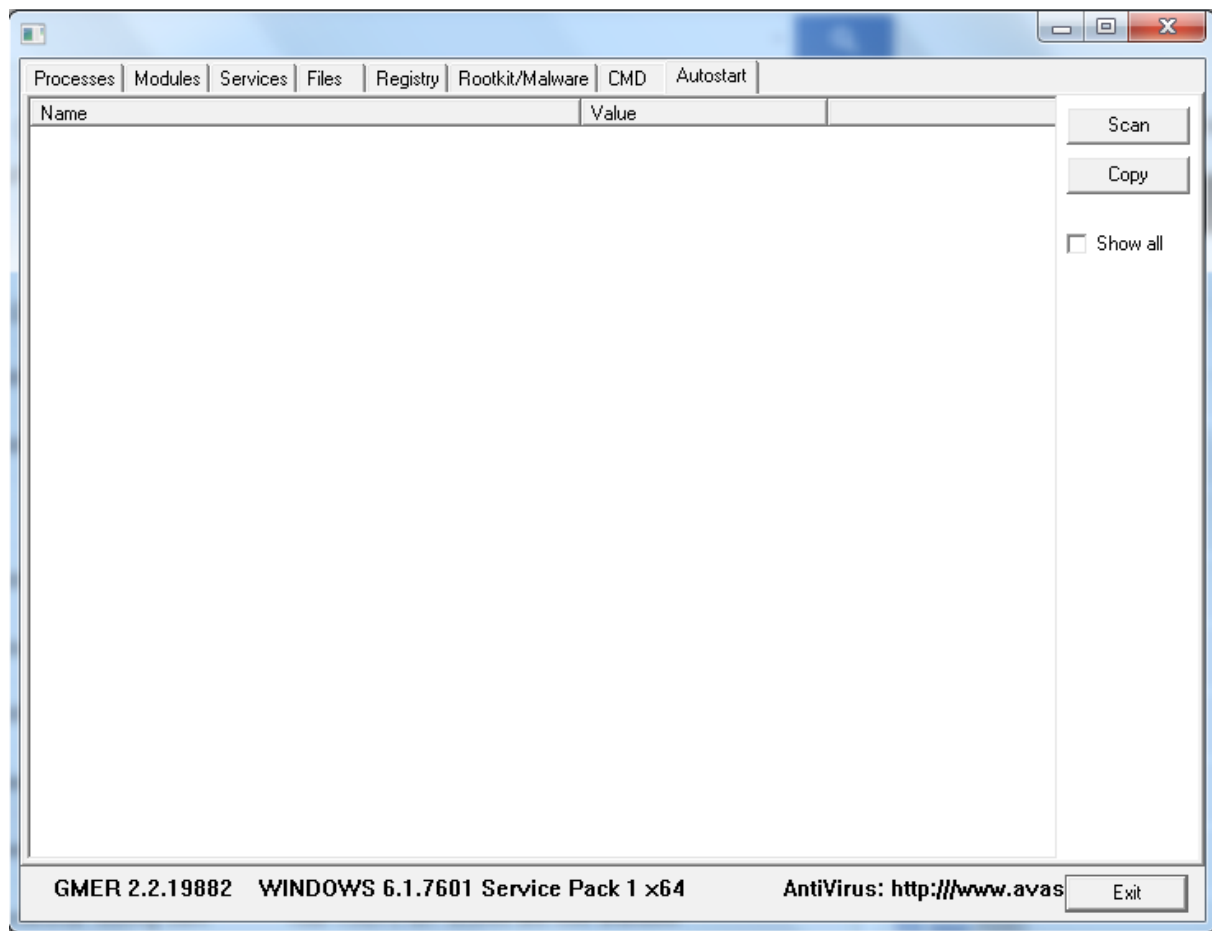 Processes Modules Services Files Registry Rootkit/Malware CMD Autostart
Name Value
Scan
Copy
Show all
GMER 2.2.19882 WINDOWS 6.1.7601 Service Pack 1 x64 AntiVirus: http:///www.avas
Exit